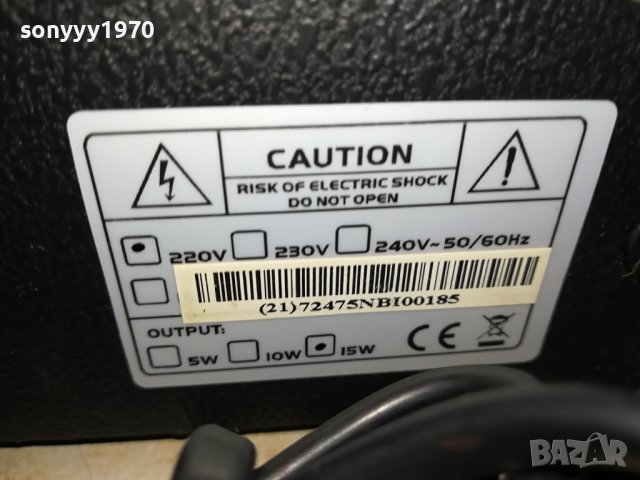 sonyyy1970
CAUTION
RISK OF ELECTRIC SHOCK
DO NOT OPEN
220V 230V 240V~50/60Hz
(21)72475NBI00185
OUTPUT:
5W 10W 15W CE
BAZAR